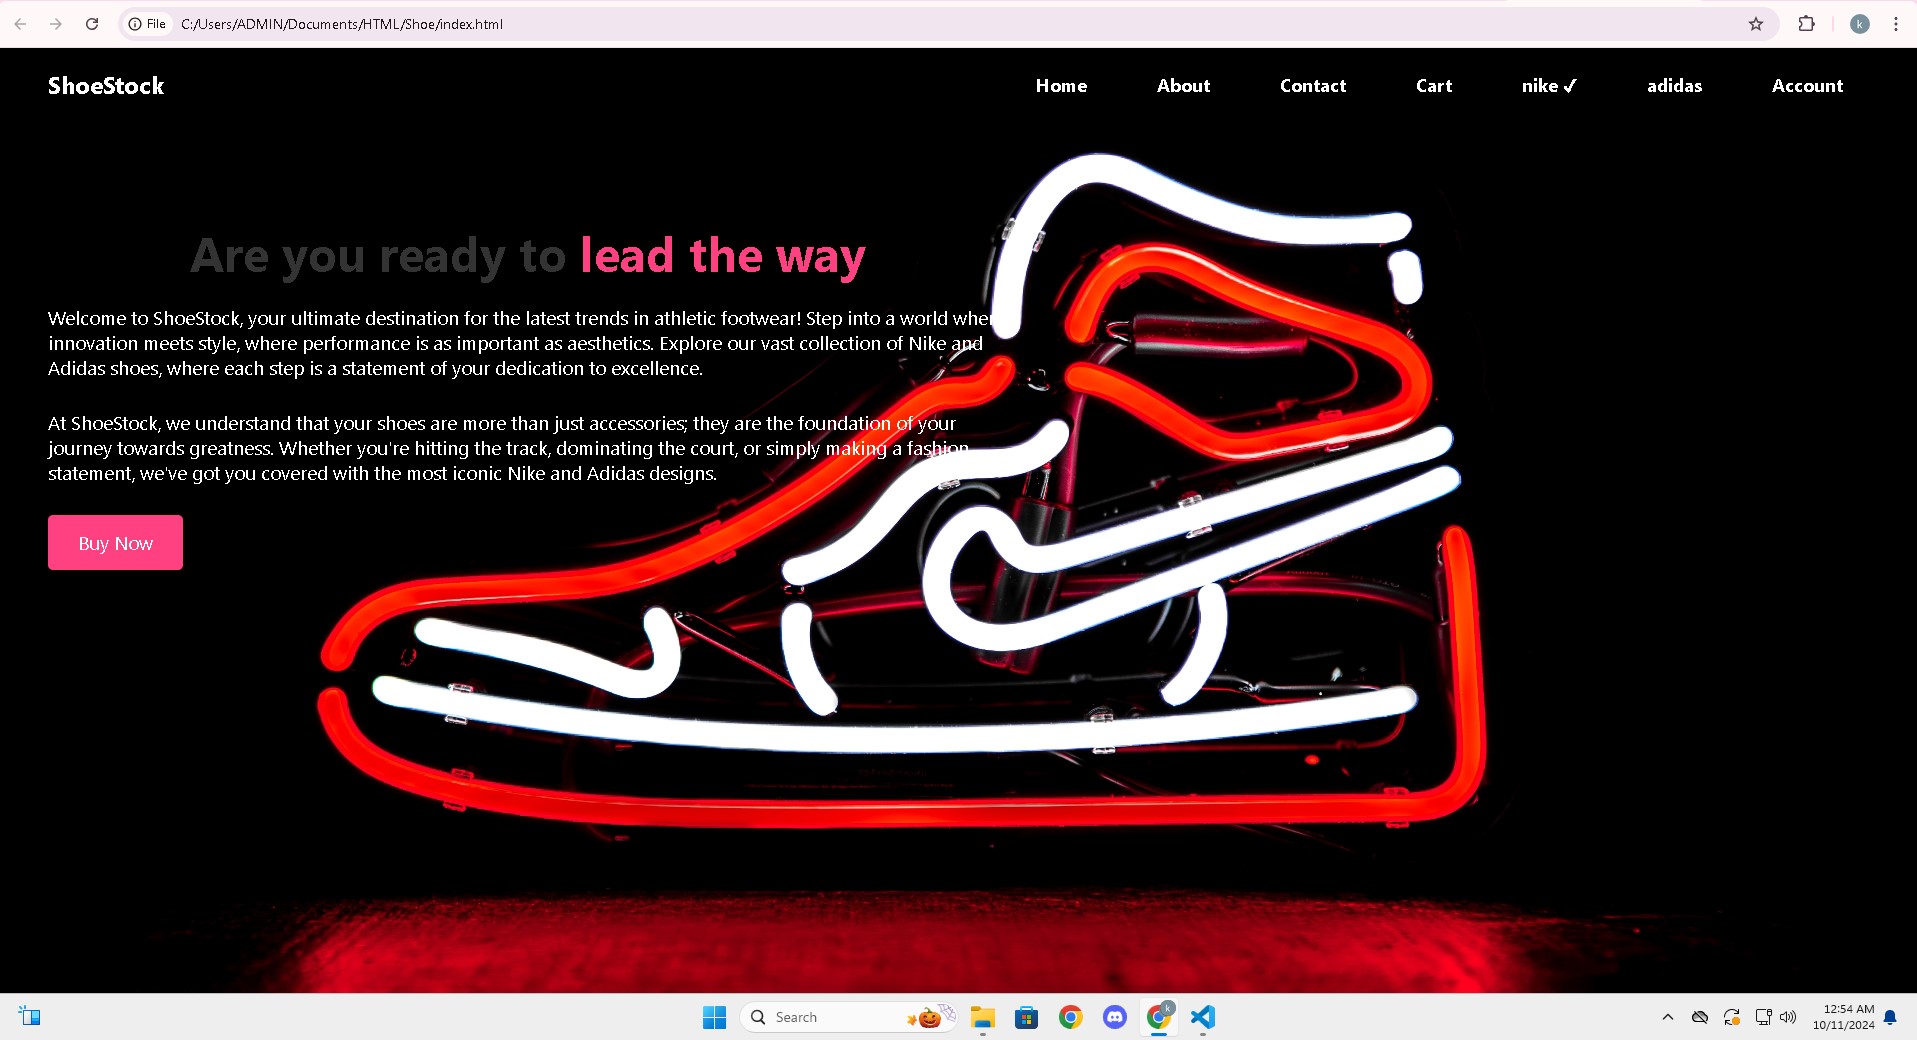 File C:/Users/ADMIN/Documents/HTML/Shoe/index.html
k
ShoeStock Home About Contact Cart nike ✓ adidas Account
Are you ready to lead the way
Welcome to ShoeStock, your ultimate destination for the latest trends in athletic footwear! Step into a world wher
innovation meets style, where performance is as important as aesthetics. Explore our vast collection of Nike and
Adidas shoes, where each step is a statement of your dedication to excellence.
At ShoeStock, we understand that your shoes are more than just accessories; they are the foundation of your
journey towards greatness. Whether you're hitting the track, dominating the court, or simply making a fashion
statement, we've got you covered with the most iconic Nike and Adidas designs.
Buy Now
Search
k
12:54 AM
10/11/2024